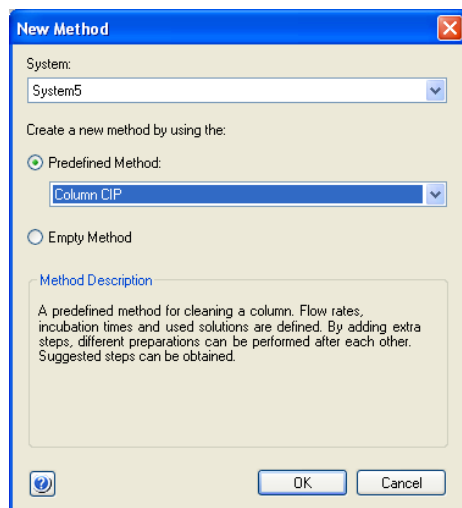 New Method
System:
System5
Create a new method by using the:
Predefined Method:
Column CIP
Empty Method
Method Description
A predefined method for cleaning a column. Flow rates,
incubation times and used solutions are defined. By adding extra
steps, different preparations can be performed after each other.
Suggested steps can be obtained.
?
OK
Cancel